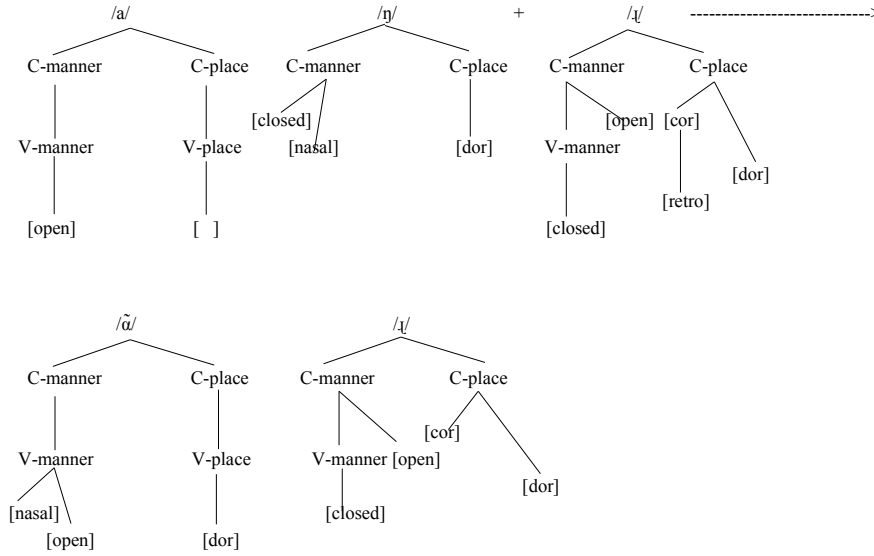 /a/ /ŋ/ + /ɻ/ ---------------------------->
C-manner C-place C-manner C-place C-manner C-place
[closed] [open] [cor]
V-manner V-place [nasal] [dor] V-manner
[dor]
[retro]
[open] [ ] [closed]
/ɑ̃/ /ɻ/
C-manner C-place C-manner C-place
[cor]
V-manner V-place V-manner [open]
[dor]
[nasal] [closed]
[open] [dor]